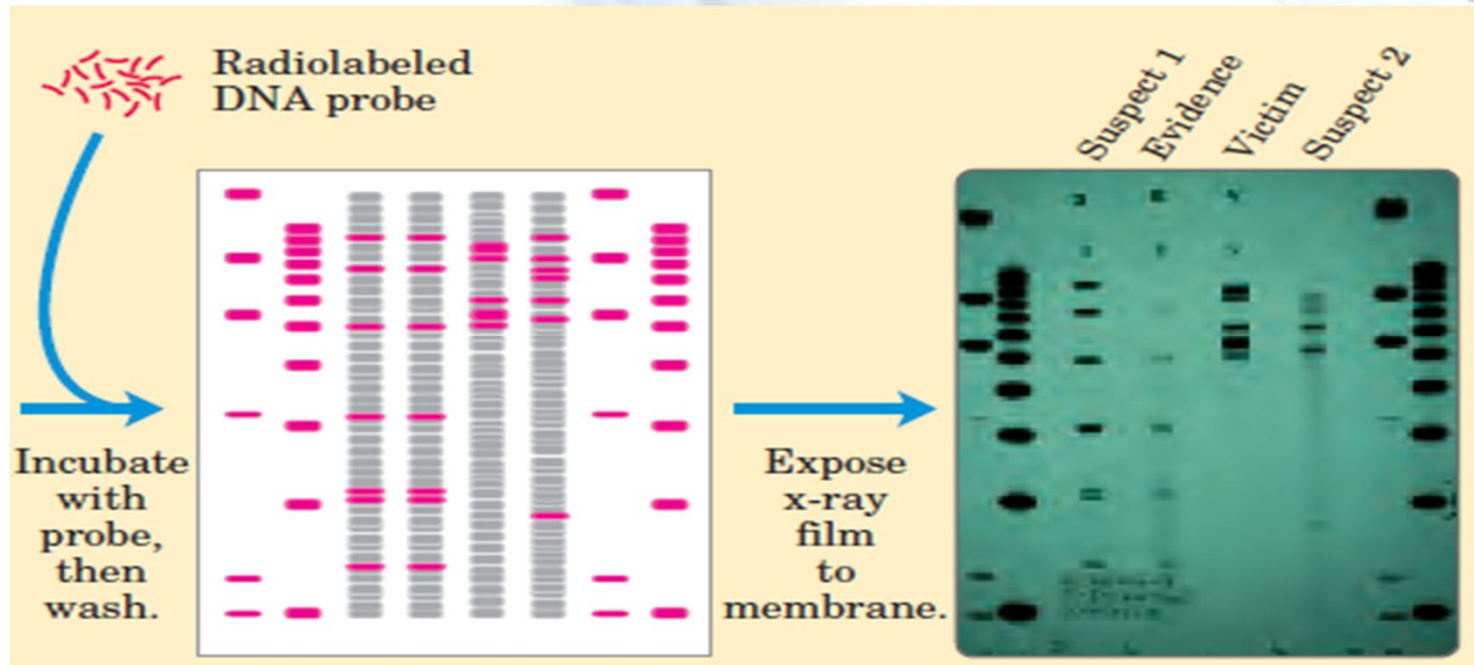 Radiolabeled
DNA probe
Incubate
with
probe,
then
wash.
Expose
x-ray
film
to
membrane.
Suspect 1
Evidence
Victim
Suspect 2